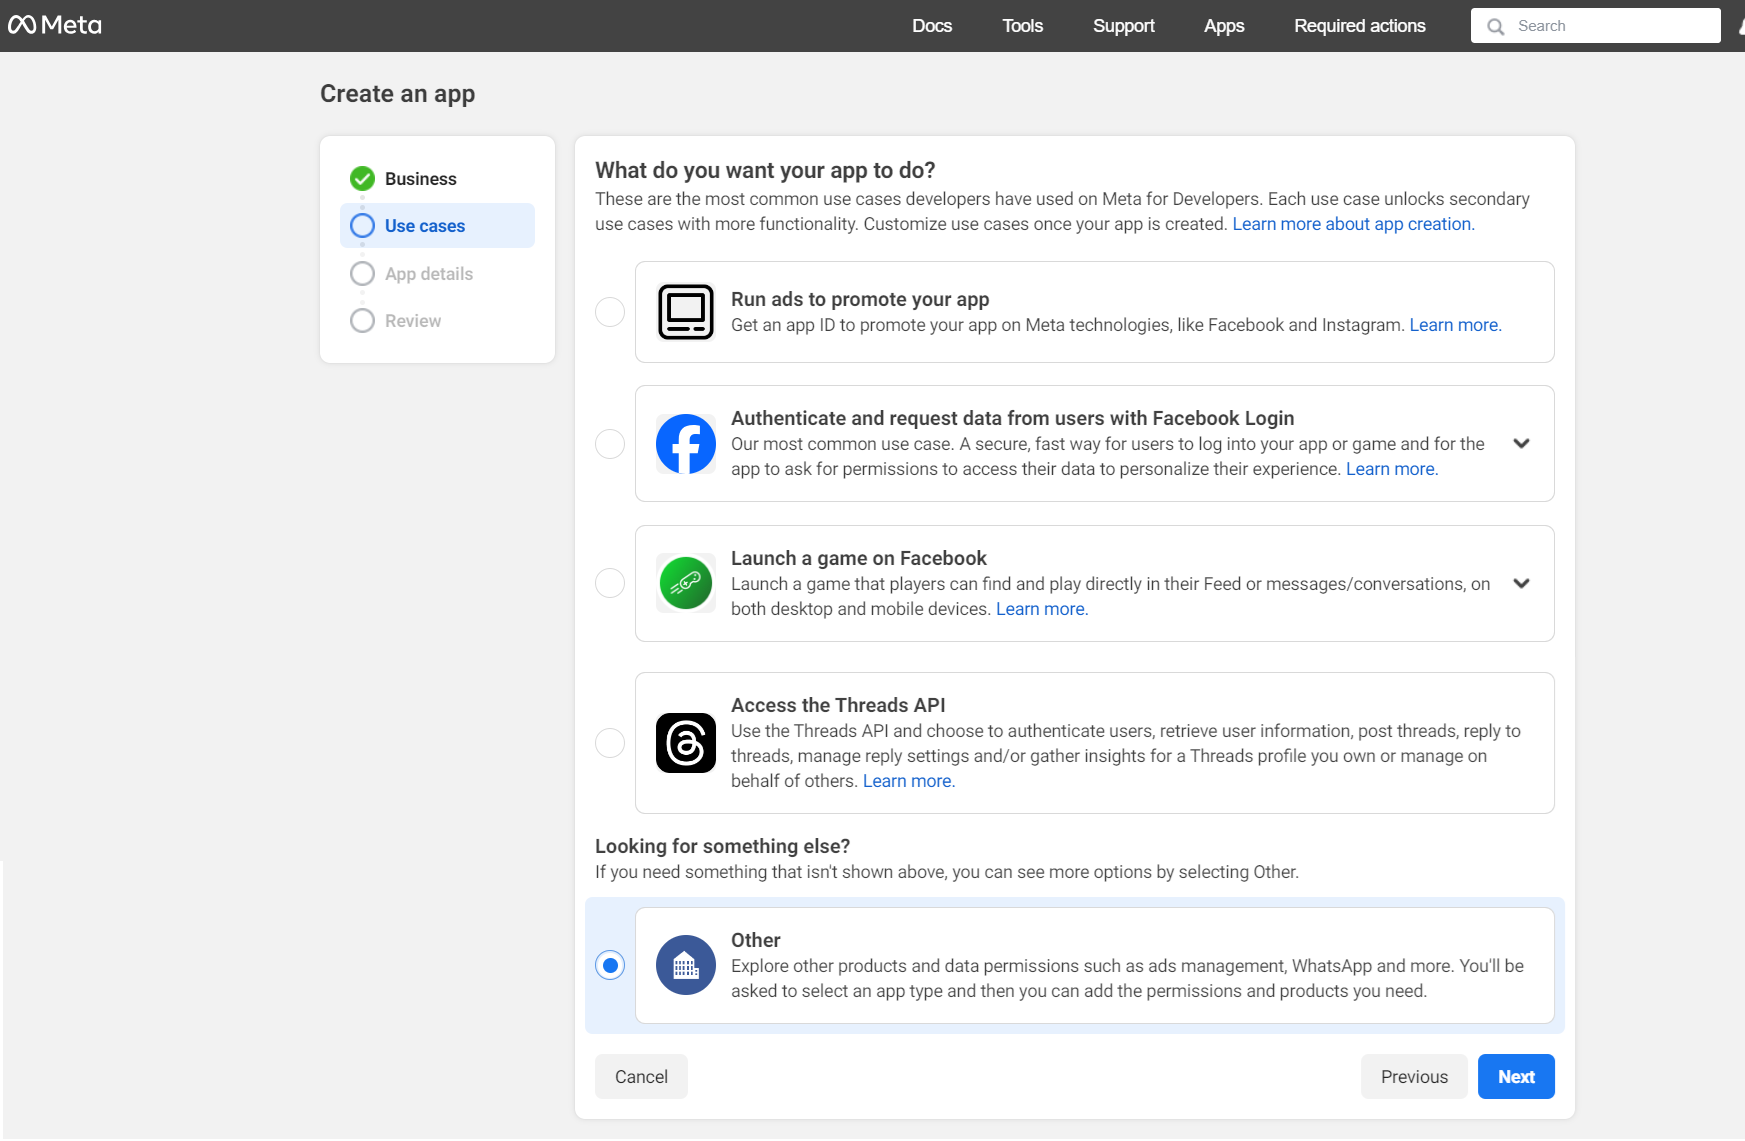 Meta
Docs
Tools
Support
Apps
Required actions
Search
Create an app
Business
Use cases
App details
Review
What do you want your app to do?
These are the most common use cases developers have used on Meta for Developers. Each use case unlocks secondary
use cases with more functionality. Customize use cases once your app is created. Learn more about app creation.
Run ads to promote your app
Get an app ID to promote your app on Meta technologies, like Facebook and Instagram. Learn more.
Authenticate and request data from users with Facebook Login
Our most common use case. A secure, fast way for users to log into your app or game and for the
app to ask for permissions to access their data to personalize their experience. Learn more.
Launch a game on Facebook
Launch a game that players can find and play directly in their Feed or messages/conversations, on
both desktop and mobile devices. Learn more.
Access the Threads API
Use the Threads API and choose to authenticate users, retrieve user information, post threads, reply to
threads, manage reply settings and/or gather insights for a Threads profile you own or manage on
behalf of others. Learn more.
Looking for something else?
If you need something that isn't shown above, you can see more options by selecting Other.
Other
Explore other products and data permissions such as ads management, WhatsApp and more. You'll be
asked to select an app type and then you can add the permissions and products you need.
Cancel
Previous
Next